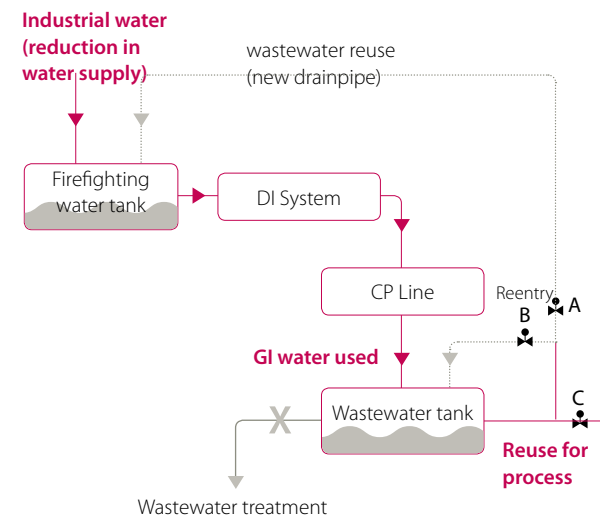 Industrial water
(reduction in
water supply)
wastewater reuse
(new drainpipe)
Firefighting
water tank
DI System
CP Line
Reentry
A
B
GI water used
Wastewater tank
C
Reuse for
process
Wastewater treatment